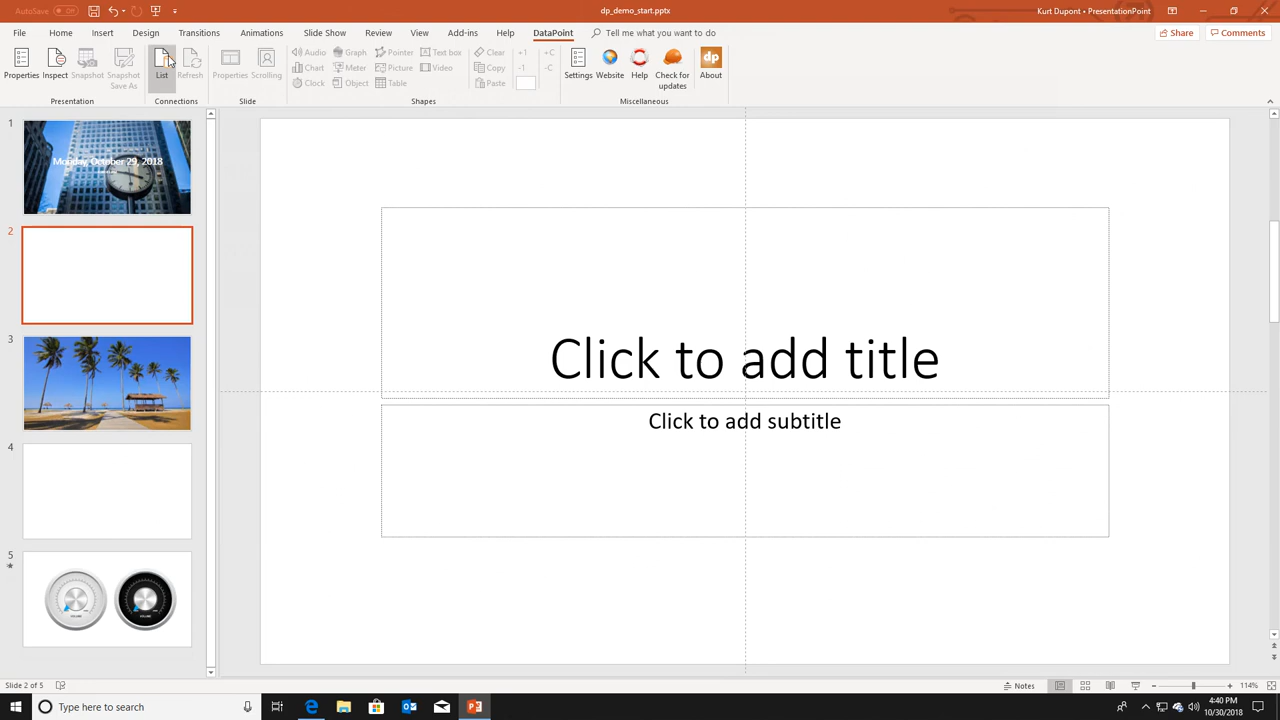 AutoSave Off
dp_demo_start.pptx
Kurt Dupont • PresentationPoint
File Home Insert Design Transitions Animations Slide Show Review View Add-ins Help DataPoint Tell me what you want to do
Share Comments
Properties Inspect Snapshot Snapshot Save As
Presentation
List Refresh
Connections
Properties Scrolling
Slide
Audio Graph Pointer Text box Clear +1 +C
Chart Meter Picture Video Copy -1 -C
Clock Object Table Paste
Shapes
Settings Website Help Check for updates About
dp
Miscellaneous
1
Monday, October 29, 2018
2
3
4
5
VOLUME
VOLUME
Click to add title
Click to add subtitle
Slide 2 of 5
Notes
114%
Type here to search
4:40 PM
10/30/2018